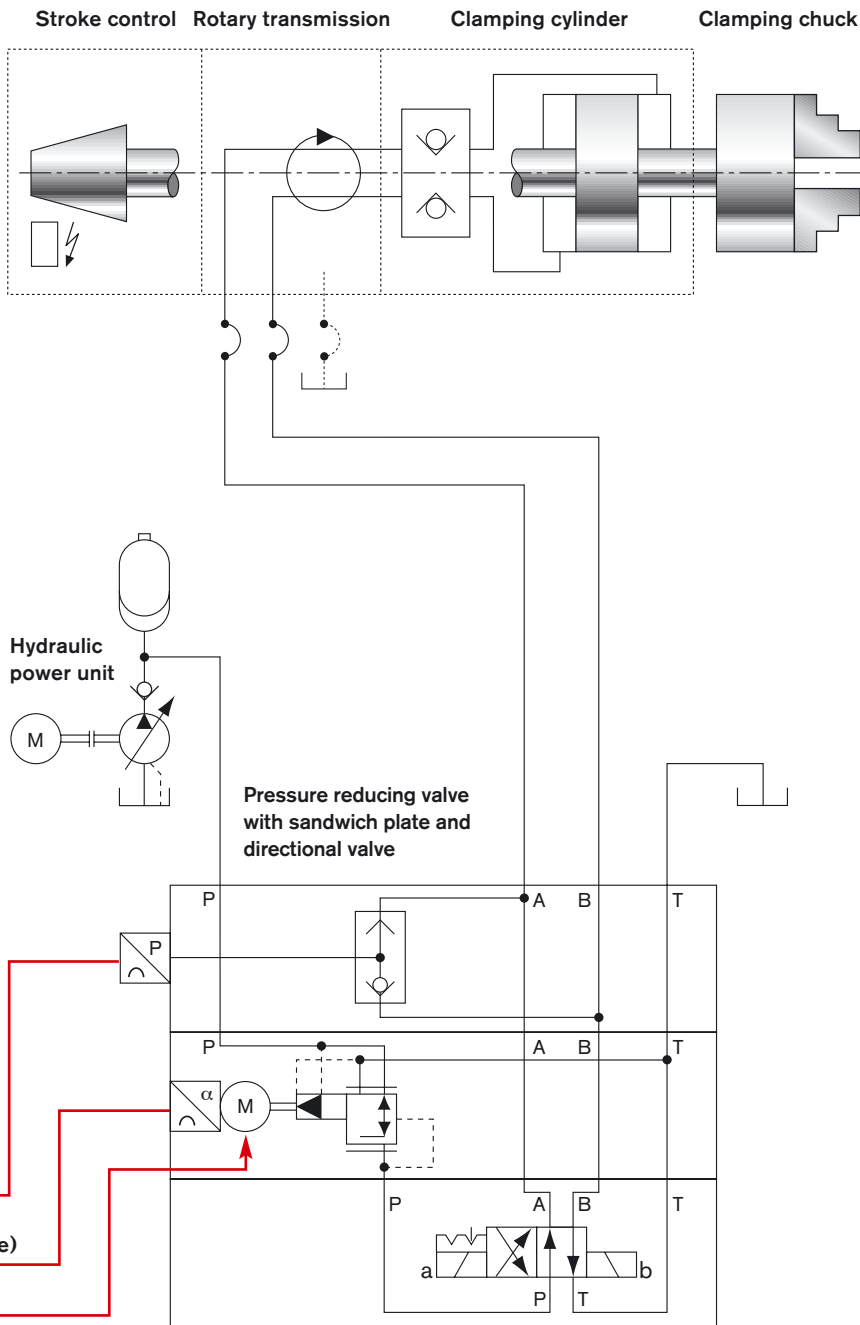 Stroke control
Rotary transmission
Clamping cylinder
Clamping chuck
Hydraulic
power unit
M
Pressure reducing valve
with sandwich plate and
directional valve
P
A
B
T
P
P
A
B
T
α
M
P
A
B
T
e)
a
b
P
T